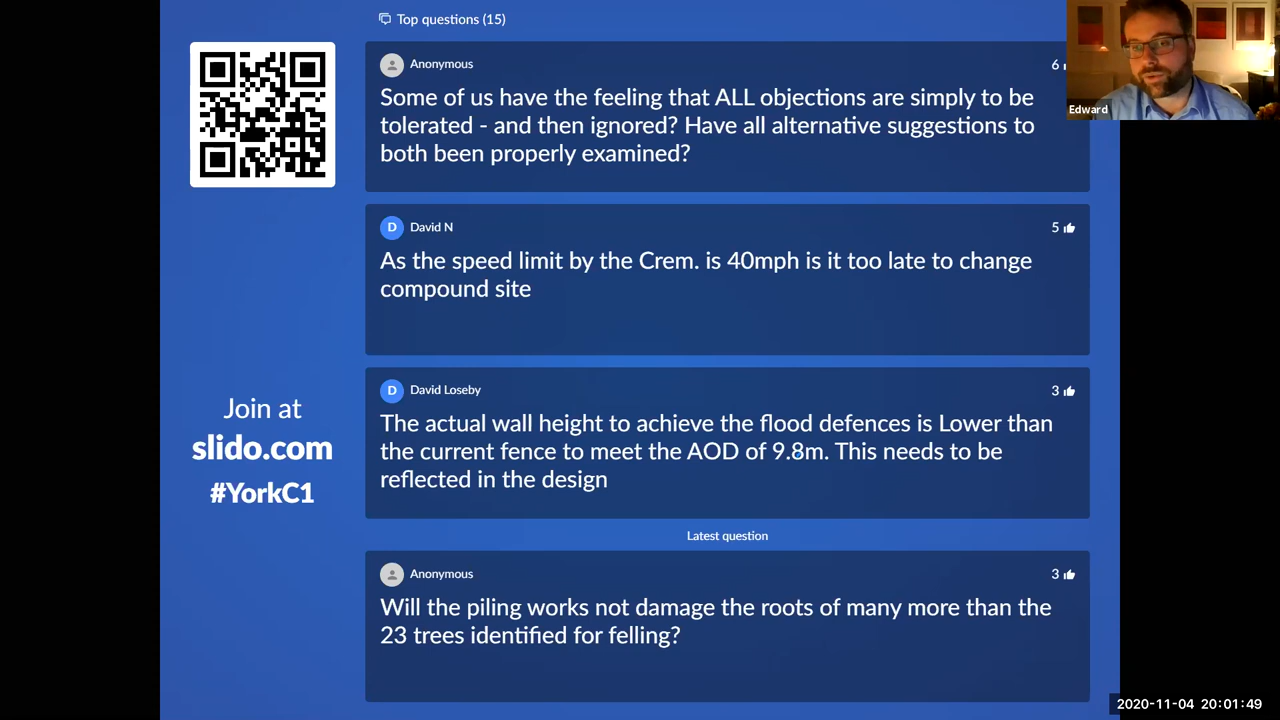 Top questions (15)
Anonymous
6
Some of us have the feeling that ALL objections are simply to be
tolerated - and then ignored? Have all alternative suggestions to
both been properly examined?
Edward
David N
5
As the speed limit by the Crem. is 40mph is it too late to change
compound site
D
David Loseby
3
The actual wall height to achieve the flood defences is Lower than
the current fence to meet the AOD of 9.8m. This needs to be
reflected in the design
D
Join at
slido.com
#YorkC1
Latest question
Anonymous
3
Will the piling works not damage the roots of many more than the
23 trees identified for felling?
2020-11-04 20:01:49